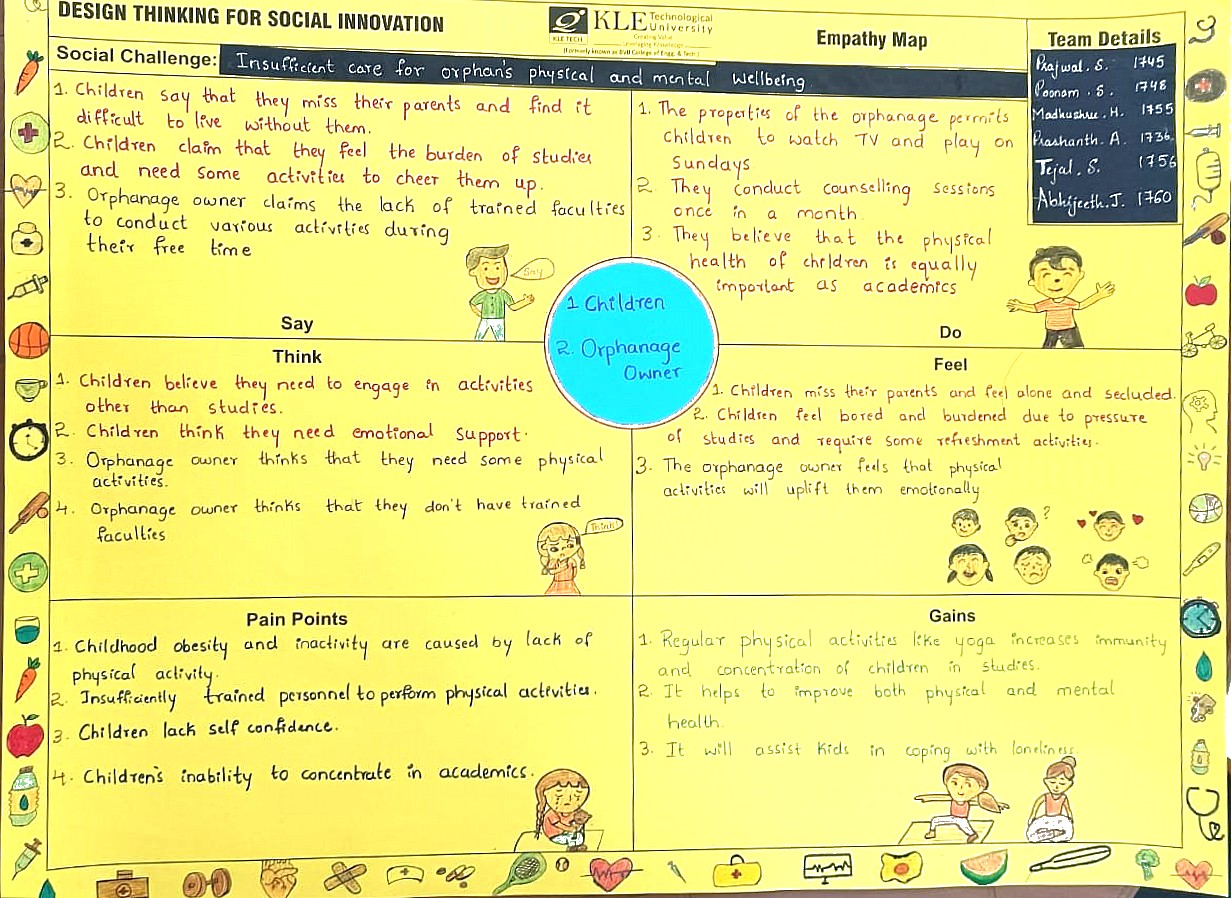 DESIGN THINKING FOR SOCIAL INNOVATION
KLE TECH
KLE Technological
University
Creating Value
Leveraging Knowledge
(Formerly known as BVB College of Engg. & Tech.)
Empathy Map
Team Details
Prajwal. S. 1745
Poonam . S. 1748
Madhushree. H. 1755
Prashanth. A. 1736
Tejal. S. 1756
Abhijeeth. J. 1760
Social Challenge: Insufficient care for orphan's physical and mental Wellbeing.
1. Children say that they miss their parents and find it
difficult to live without them.
2. Children claim that they feel the burden of studies
and need some activities to cheer them up.
3. Orphanage owner claims the lack of trained faculties
to conduct various activities during
their free time
Say
Say
1. The properties of the orphanage permits
Children to watch TV and play on
Sundays
2. They conduct counselling sessions
once in a month.
3. They believe that the physical
health of children is equally
important as academics
Do
1 Children
2. Orphanage
Owner
Think
1. Children believe they need to engage in activities
other than studies.
2. Children think they need emotional support.
3. Orphanage owner thinks that they need some physical
activities.
4. Orphanage owner thinks that they don't have trained
faculties
Think
Feel
1. Children miss their parents and feel alone and secluded.
2. Children feel bored and burdened due to pressure
of studies and require some refreshment activities.
3. The orphanage owner feels that physical
activities will uplift them emotionally
?
Pain Points
1. Childhood obesity and inactivity are caused by lack of
physical activity.
2. Insufficiently trained personnel to perform physical activities.
3. Children lack self confidence.
4. Children's inability to concentrate in academics.
Gains
1. Regular physical activities like yoga increases immunity
and concentration of children in studies.
2. It helps to improve both physical and mental
health.
3. It will assist kids in coping with loneliness.